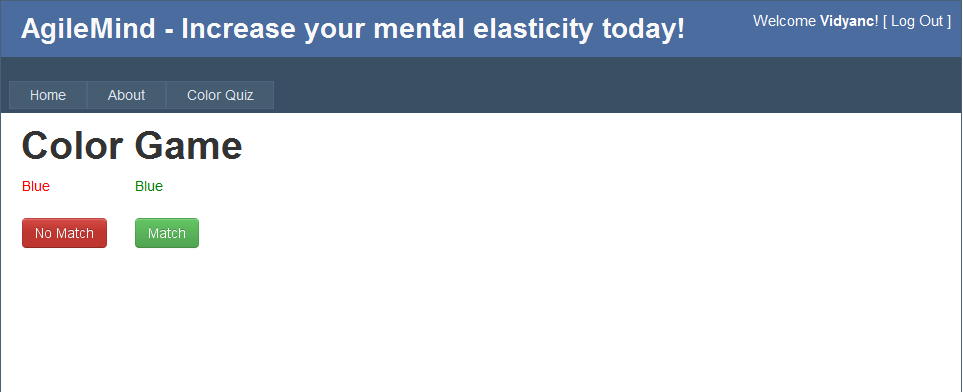 AgileMind - Increase your mental elasticity today!
Welcome Vidyanc! [ Log Out ]
Home About Color Quiz
Color Game
Blue Blue
No Match Match